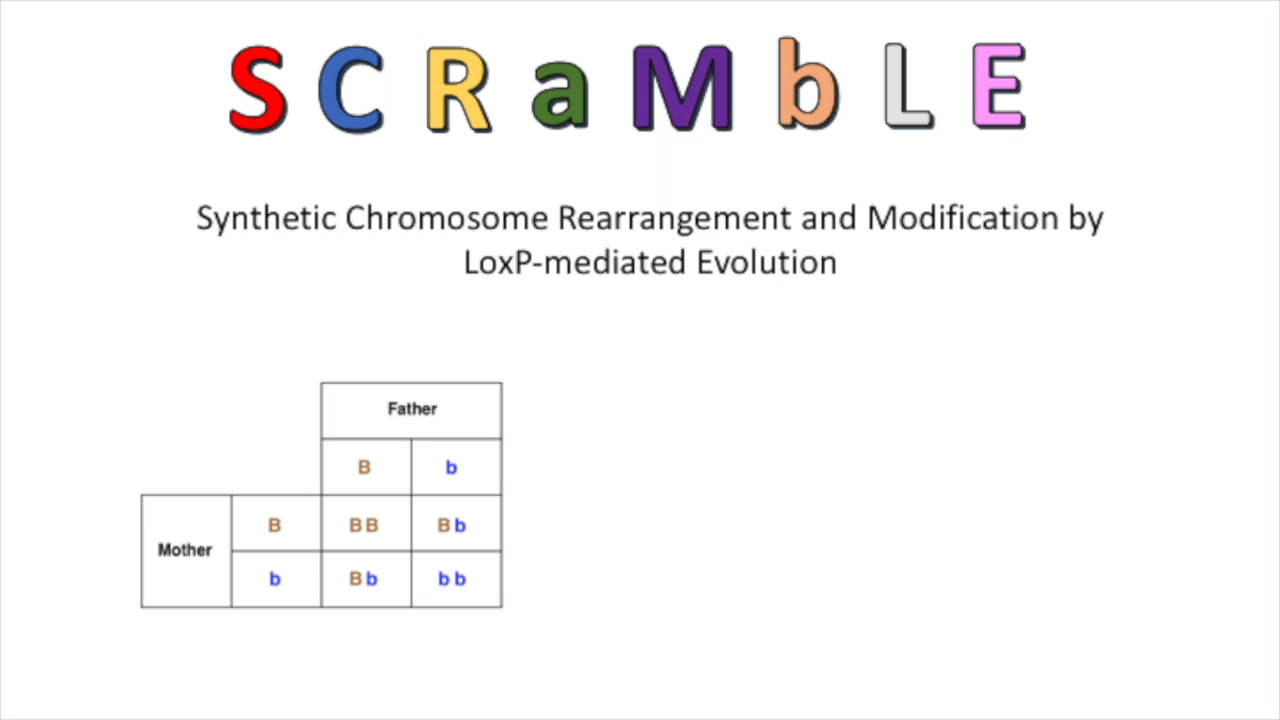 SCRaMbLE
Synthetic Chromosome Rearrangement and Modification by
LoxP-mediated Evolution
Father
B b
B BB Bb
Mother
b Bb bb